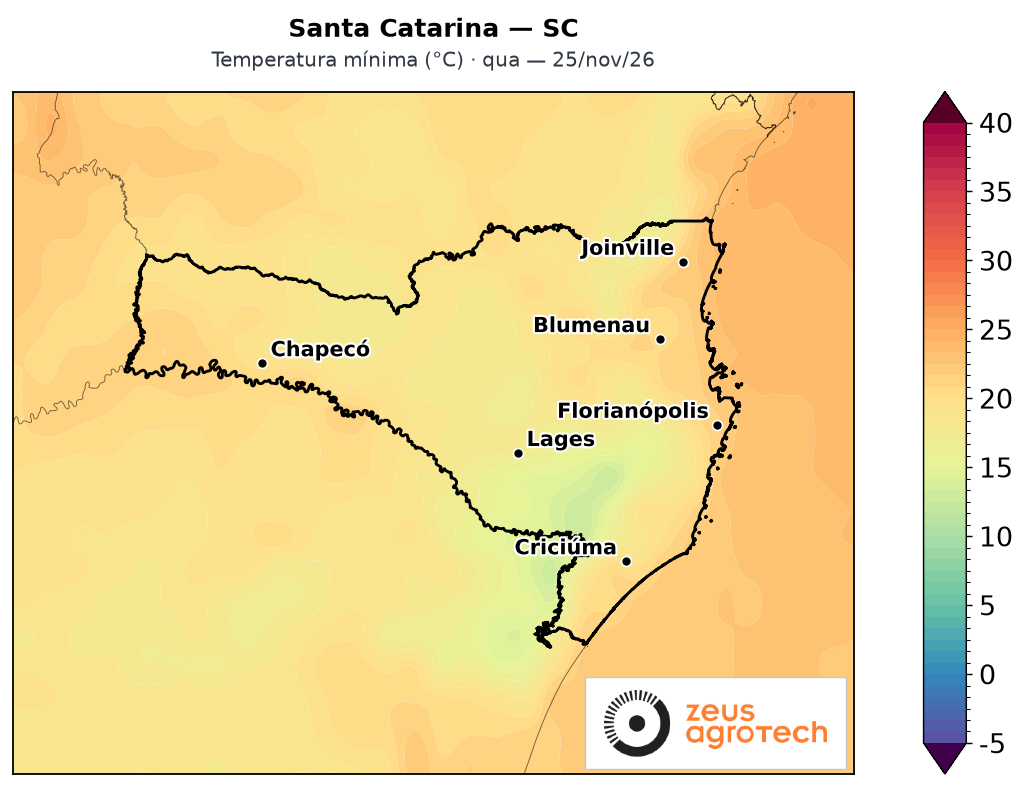 Santa Catarina — SC
Temperatura mínima (°C) · qua — 25/nov/26
Joinville
Blumenau
Chapecó
Florianópolis
Lages
Criciúma
40
35
30
25
20
15
10
5
0
-5
zeus
agrotech